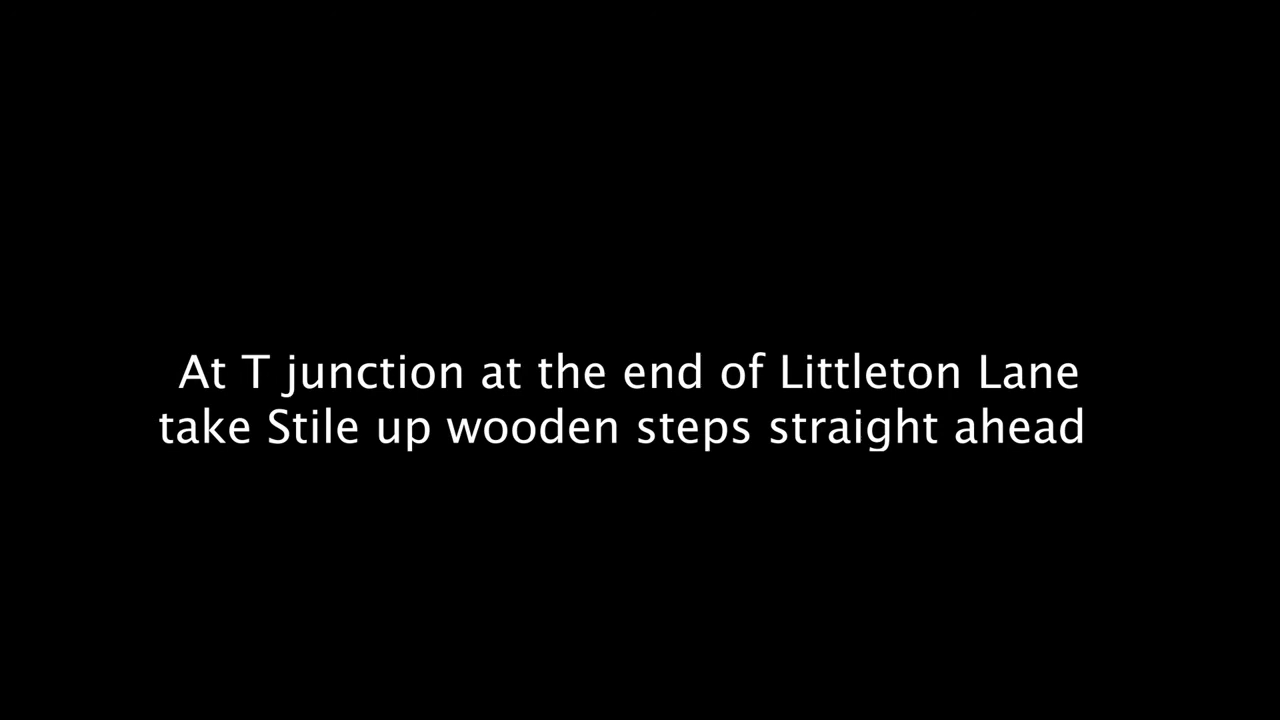 At T junction at the end of Littleton Lane
take Stile up wooden steps straight ahead